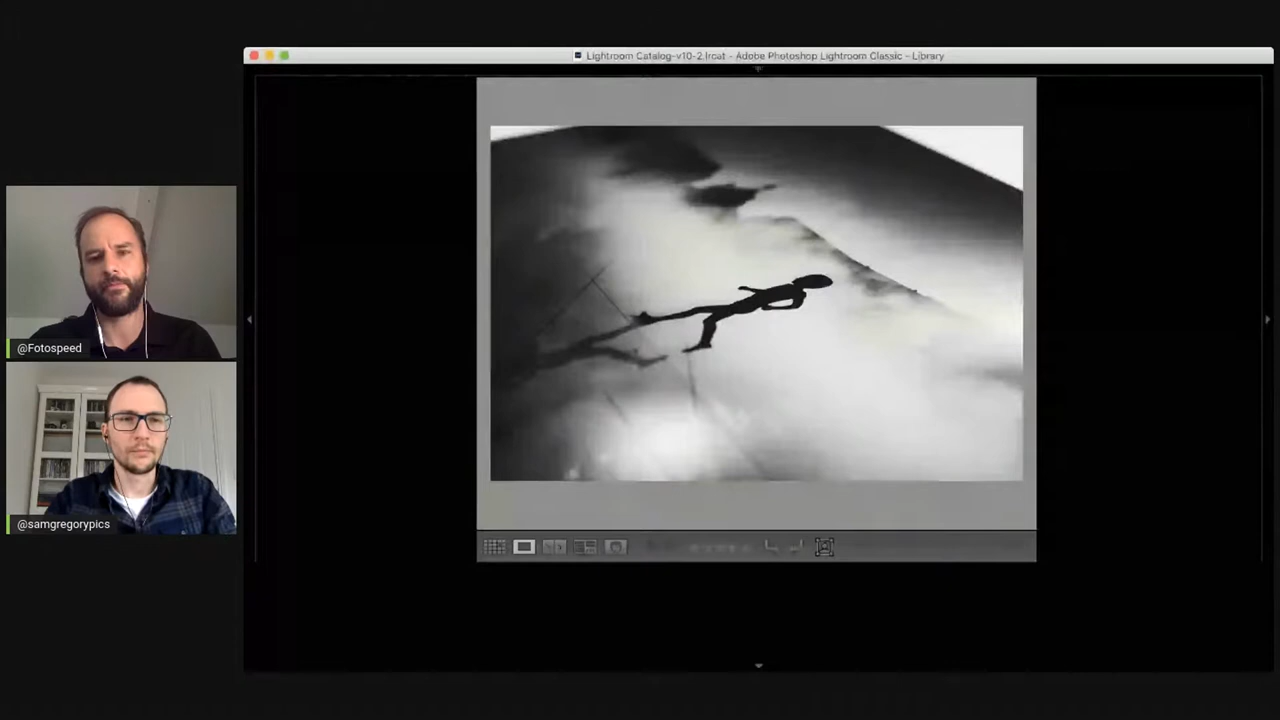 Lightroom Catalog-v10-2.lrcat - Adobe Photoshop Lightroom Classic - Library
@Fotospeed
@samgregorypics